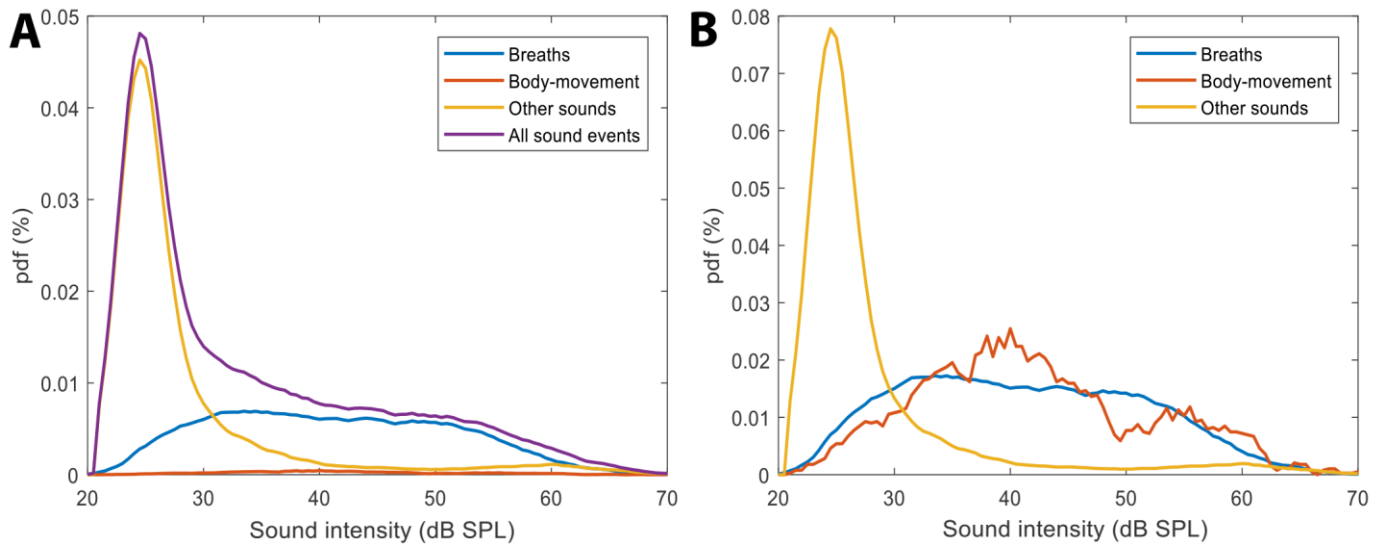 A
0.05
0.04
0.03
0.02
0.01
0
pdf (%)
20 30 40 50 60 70
Sound intensity (dB SPL)
Breaths
Body-movement
Other sounds
All sound events
B
0.08
0.07
0.06
0.05
0.04
0.03
0.02
0.01
0
pdf (%)
20 30 40 50 60 70
Sound intensity (dB SPL)
Breaths
Body-movement
Other sounds